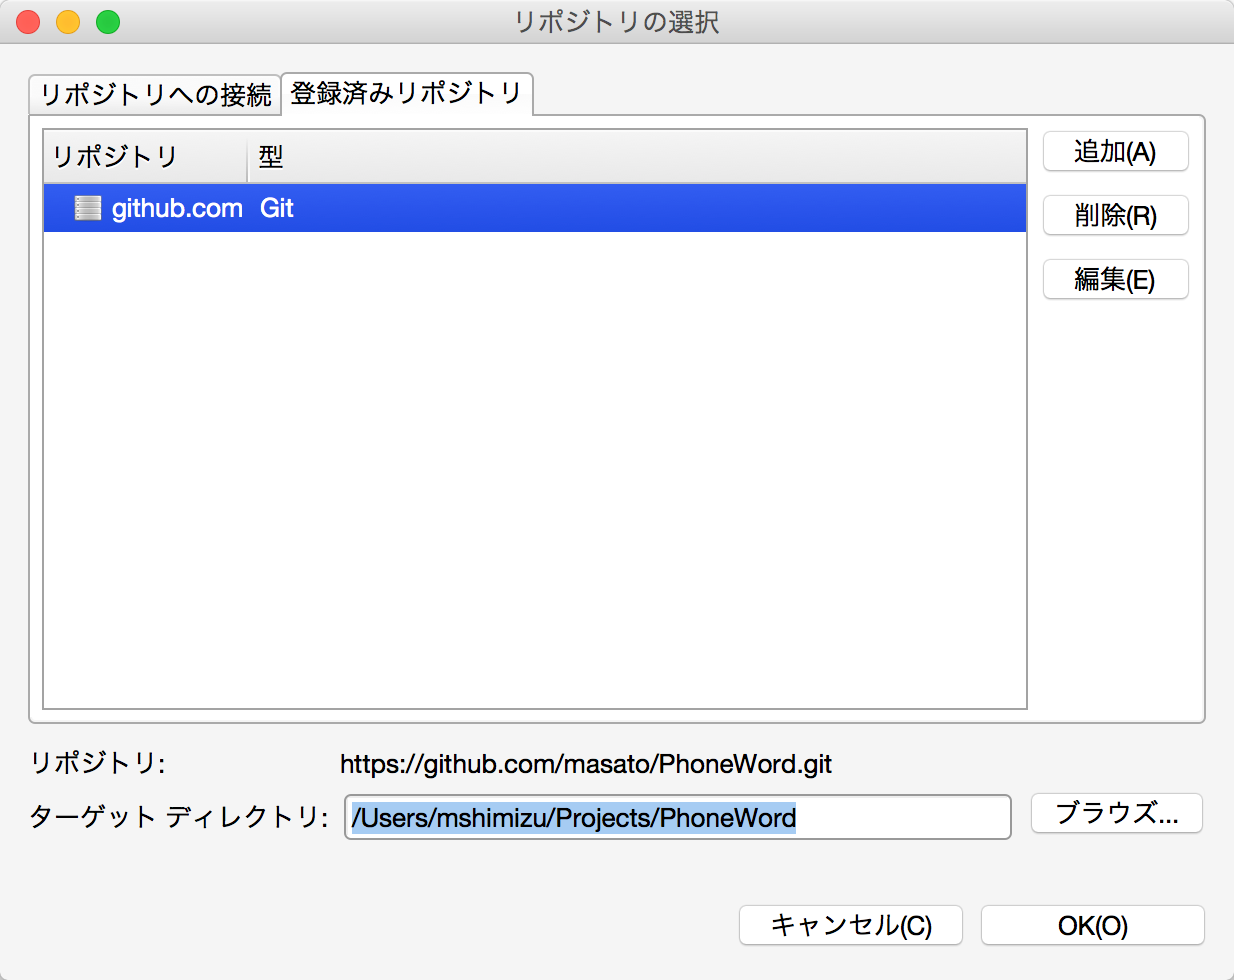 リポジトリの選択
リポジトリへの接続 登録済みリポジトリ
リポジトリ 型
github.com Git
追加(A)
削除(R)
編集(E)
リポジトリ: https://github.com/masato/PhoneWord.git
ターゲット ディレクトリ: /Users/mshimizu/Projects/PhoneWord ブラウズ...
キャンセル(C) OK(O)